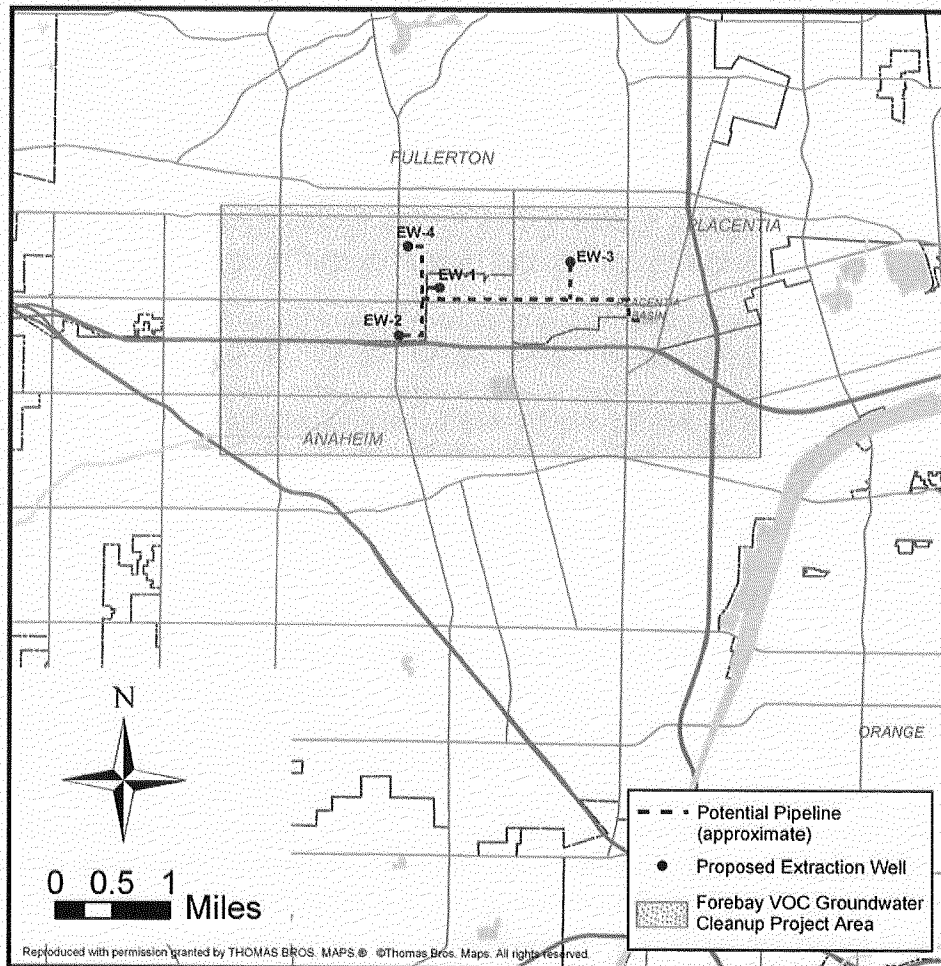 FULLERTON
PLACENTIA
EW-4
EW-3
EW-1
PLACENTIA
BASIN
EW-2
ANAHEIM
N
ORANGE
0 0.5 1
Miles
Potential Pipeline
(approximate)
Proposed Extraction Well
Forebay VOC Groundwater
Cleanup Project Area
Reproduced with permission granted by THOMAS BROS. MAPS ® ©Thomas Bros. Maps. All rights reserved.